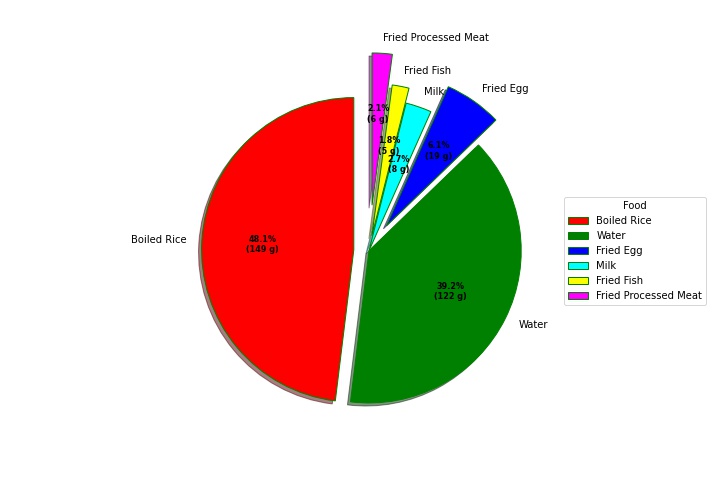 Fried Processed Meat
Fried Fish
Milk
Fried Egg
2.1%
(6 g)
1.8%
(5 g)
2.7%
(8 g)
6.1%
(19 g)
Boiled Rice
48.1%
(149 g)
39.2%
(122 g)
Water
Food
Boiled Rice
Water
Fried Egg
Milk
Fried Fish
Fried Processed Meat